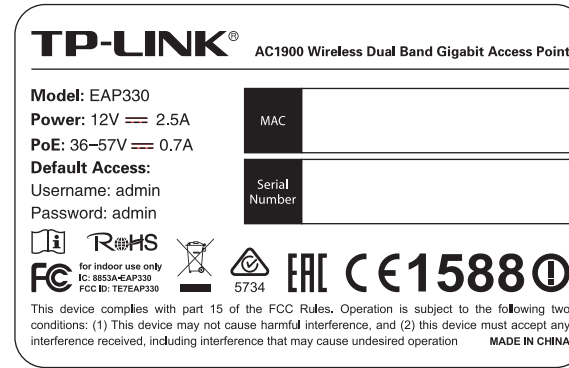 TP-LINK® AC1900 Wireless Dual Band Gigabit Access Point
Model: EAP330
Power: 12V 2.5A
PoE: 36–57V 0.7A
Default Access:
Username: admin
Password: admin
MAC
Serial
Number
i RoHS
FC for indoor use only
IC: 8853A-EAP330
FCC ID: TE7EAP330
5734
EAC CE1588
This device complies with part 15 of the FCC Rules. Operation is subject to the following two
conditions: (1) This device may not cause harmful interference, and (2) this device must accept any
interference received, including interference that may cause undesired operation MADE IN CHINA